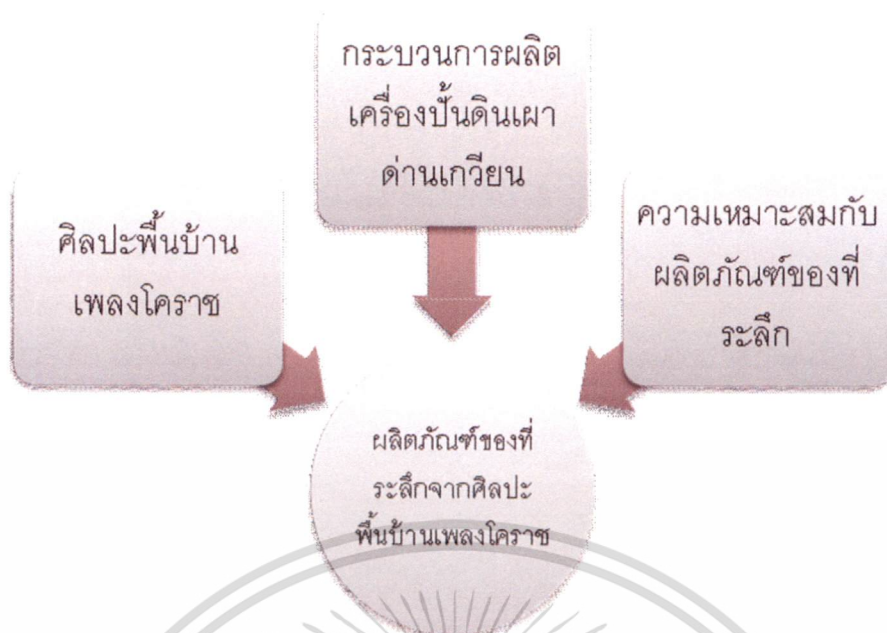 ศิลปะพื้นบ้าน
เพลงโคราช
กระบวนการผลิต
เครื่องปั้นดินเผา
ด่านเกวียน
ความเหมาะสมกับ
ผลิตภัณฑ์ของที่
ระลึก
ผลิตภัณฑ์ของที่
ระลึกจากศิลปะ
พื้นบ้านเพลงโคราช